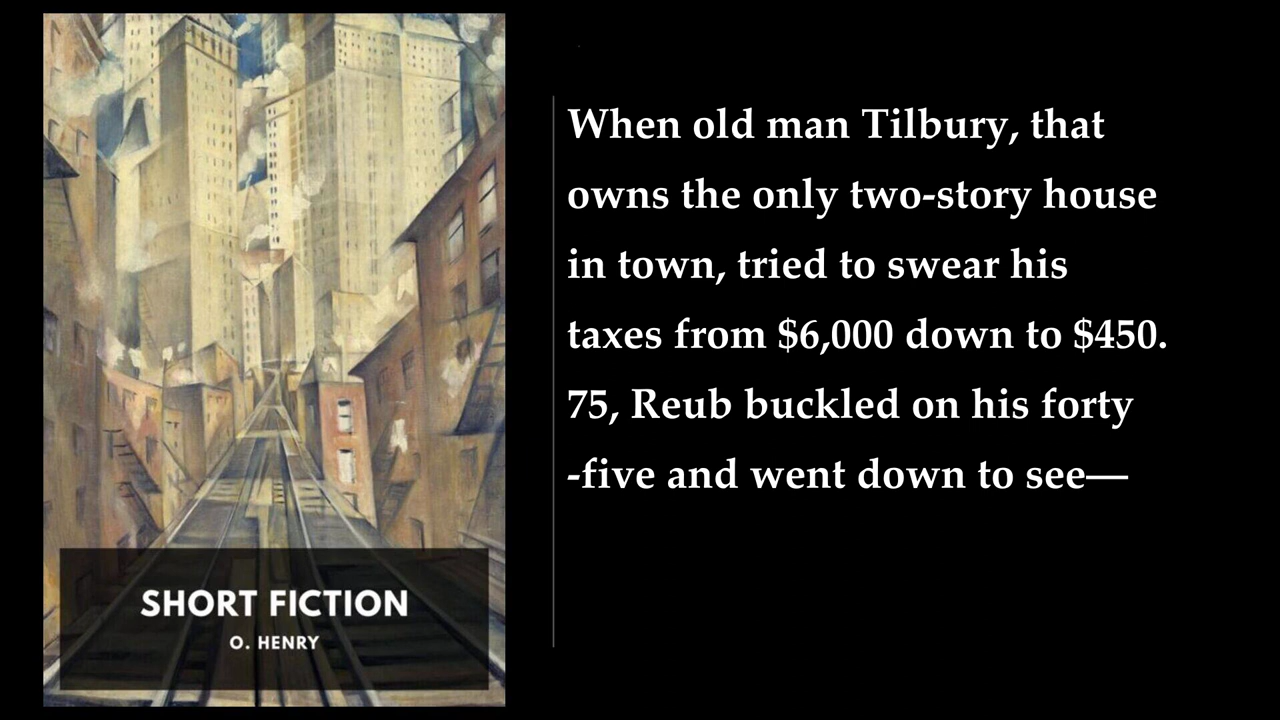 SHORT FICTION
O. HENRY
When old man Tilbury, that
owns the only two-story house
in town, tried to swear his
taxes from $6,000 down to $450.
75, Reub buckled on his forty
-five and went down to see—